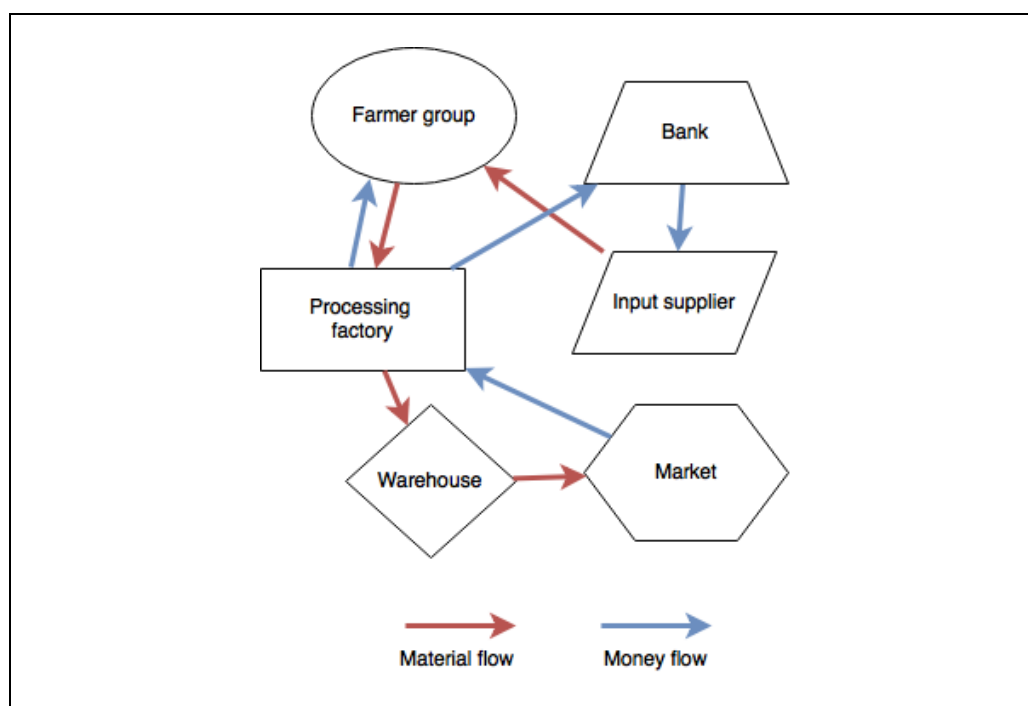 Farmer group
Bank
Processing
factory
Input supplier
Warehouse
Market
Material flow
Money flow